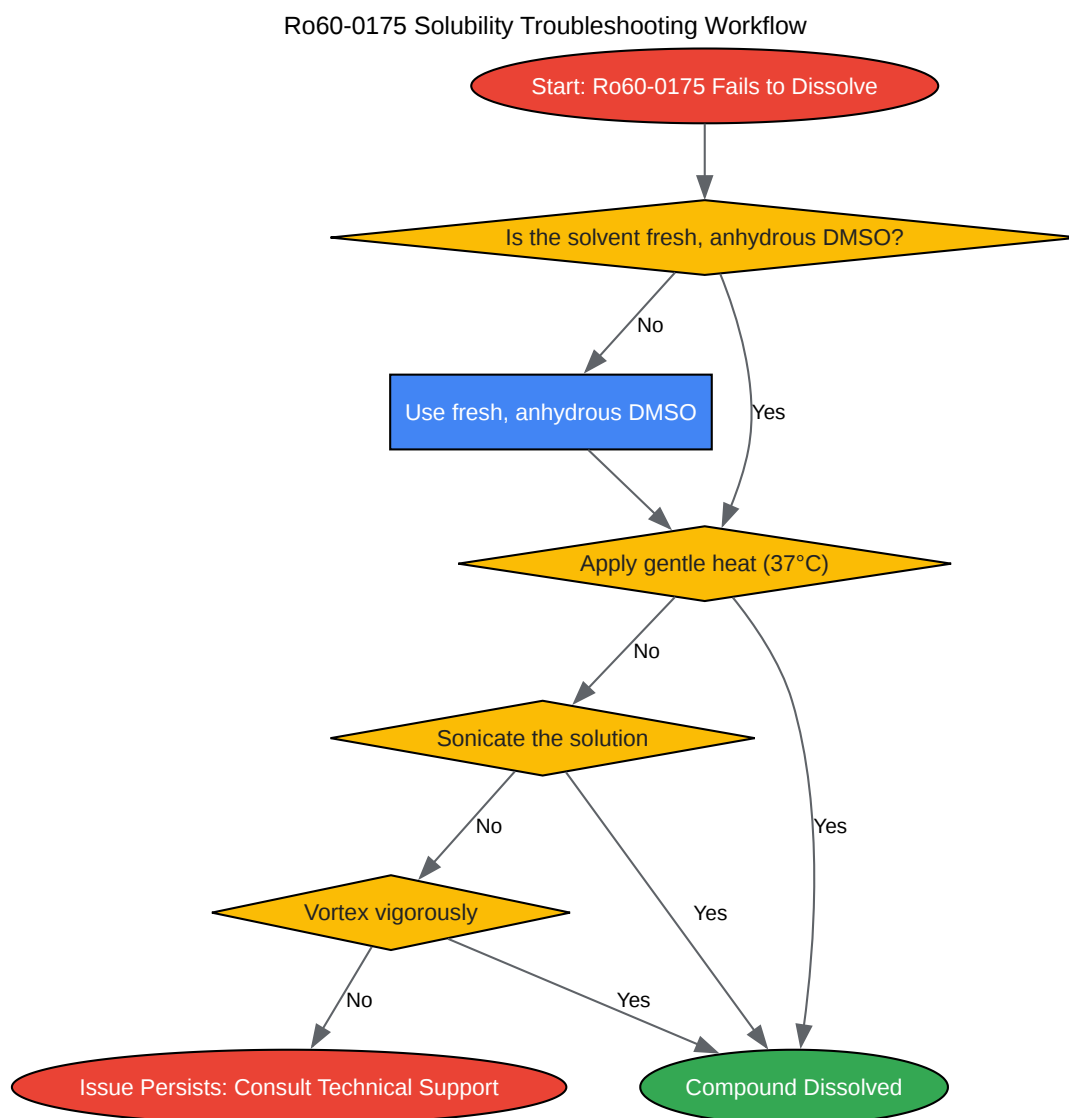 Ro60-0175 Solubility Troubleshooting Workflow
Start: Ro60-0175 Fails to Dissolve
Is the solvent fresh, anhydrous DMSO?
No
Use fresh, anhydrous DMSO
Yes
Apply gentle heat (37°C)
No
Sonicate the solution
No
Yes
Vortex vigorously
Yes
No
Yes
Issue Persists: Consult Technical Support
Compound Dissolved